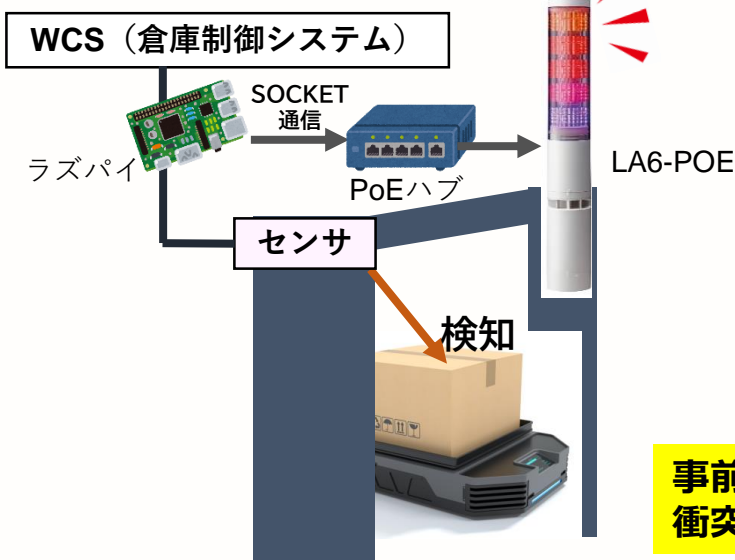 WCS（倉庫制御システム）
SOCKET
通信
ラズパイ
PoEハブ
LA6-POE
センサ
検知
事前
衝突